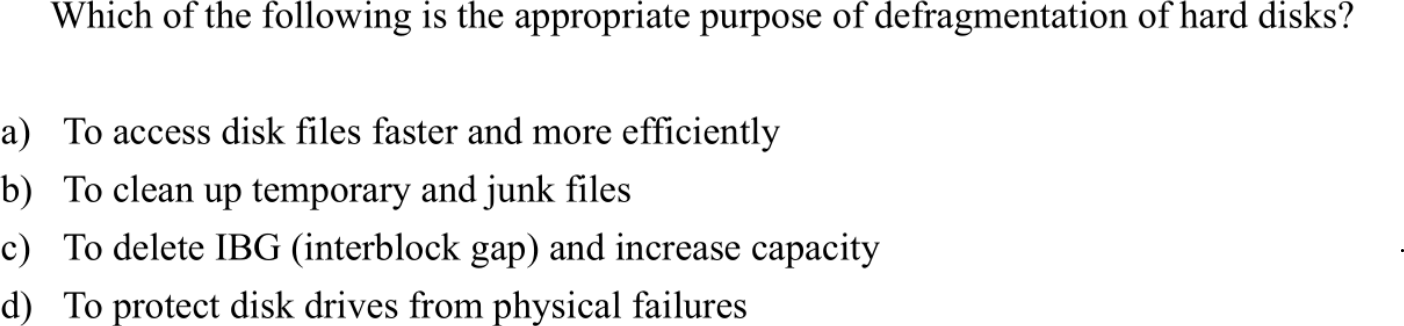 Which of the following is the appropriate purpose of defragmentation of hard disks?
a) To access disk files faster and more efficiently
b) To clean up temporary and junk files
c) To delete IBG (interblock gap) and increase capacity
d) To protect disk drives from physical failures